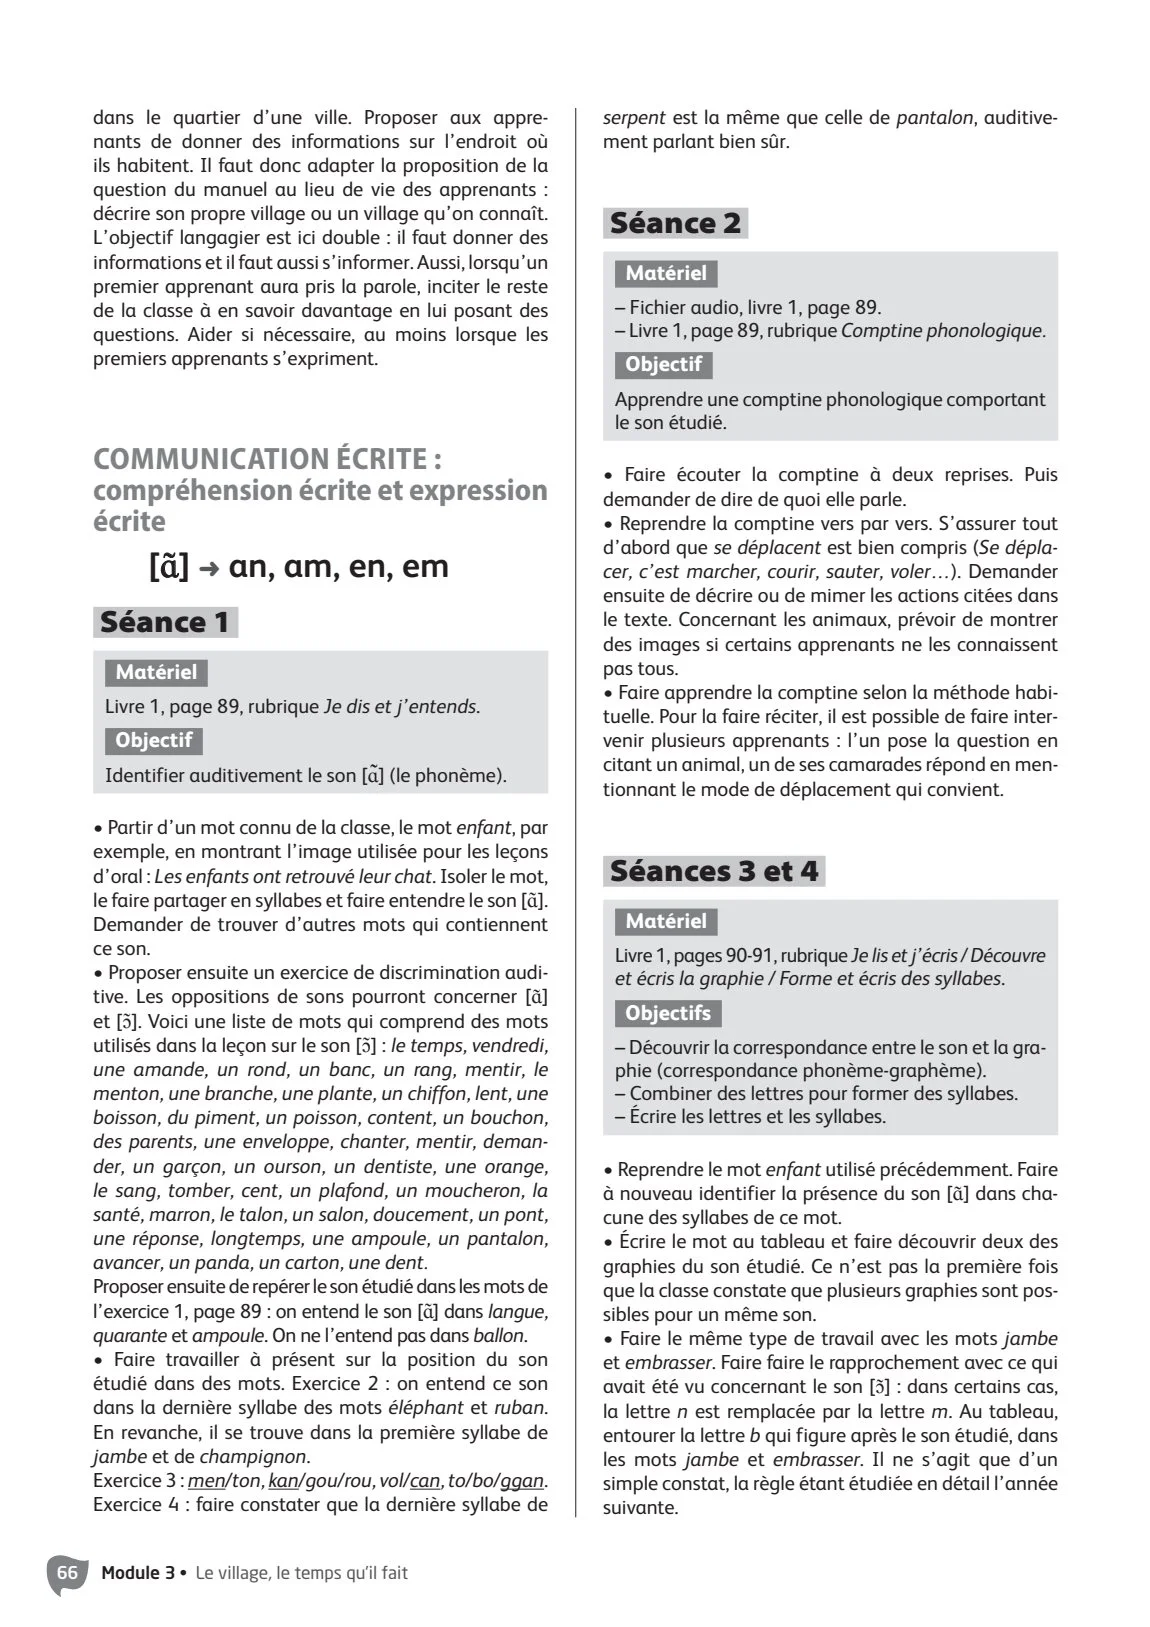 dans le quartier d’une ville. Proposer aux appre-
nants de donner des informations sur l’endroit où
ils habitent. Il faut donc adapter la proposition de la
question du manuel au lieu de vie des apprenants :
décrire son propre village ou un village qu’on connaît.
L’objectif langagier est ici double : il faut donner des
informations et il faut aussi s’informer. Aussi, lorsqu’un
premier apprenant aura pris la parole, inciter le reste
de la classe à en savoir davantage en lui posant des
questions. Aider si nécessaire, au moins lorsque les
premiers apprenants s’expriment.
COMMUNICATION ÉCRITE :
compréhension écrite et expression
écrite
[ɑ̃] → an, am, en, em
Séance 1
Matériel
Livre 1, page 89, rubrique Je dis et j’entends.
Objectif
Identifier auditivement le son [ɑ̃] (le phonème).
• Partir d’un mot connu de la classe, le mot enfant, par
exemple, en montrant l’image utilisée pour les leçons
d’oral : Les enfants ont retrouvé leur chat. Isoler le mot,
le faire partager en syllabes et faire entendre le son [ɑ̃].
Demander de trouver d’autres mots qui contiennent
ce son.
• Proposer ensuite un exercice de discrimination audi-
tive. Les oppositions de sons pourront concerner [ɑ̃]
et [ɔ̃]. Voici une liste de mots qui comprend des mots
utilisés dans la leçon sur le son [ɔ̃] : le temps, vendredi,
une amande, un rond, un banc, un rang, mentir, le
menton, une branche, une plante, un chiffon, lent, une
boisson, du piment, un poisson, content, un bouchon,
des parents, une enveloppe, chanter, mentir, deman-
der, un garçon, un ourson, un dentiste, une orange,
le sang, tomber, cent, un plafond, un moucheron, la
santé, marron, le talon, un salon, doucement, un pont,
une réponse, longtemps, une ampoule, un pantalon,
avancer, un panda, un carton, une dent.
Proposer ensuite de repérer le son étudié dans les mots de
l’exercice 1, page 89 : on entend le son [ɑ̃] dans langue,
quarante et ampoule. On ne l’entend pas dans ballon.
• Faire travailler à présent sur la position du son
étudié dans des mots. Exercice 2 : on entend ce son
dans la dernière syllabe des mots éléphant et ruban.
En revanche, il se trouve dans la première syllabe de
jambe et de champignon.
Exercice 3 : men/ton, kan/gou/rou, vol/can, to/bo/ggan.
Exercice 4 : faire constater que la dernière syllabe de
serpent est la même que celle de pantalon, auditive-
ment parlant bien sûr.
Séance 2
Matériel
– Fichier audio, livre 1, page 89.
– Livre 1, page 89, rubrique Comptine phonologique.
Objectif
Apprendre une comptine phonologique comportant
le son étudié.
• Faire écouter la comptine à deux reprises. Puis
demander de dire de quoi elle parle.
• Reprendre la comptine vers par vers. S’assurer tout
d’abord que se déplacent est bien compris (Se dépla-
cer, c’est marcher, courir, sauter, voler…). Demander
ensuite de décrire ou de mimer les actions citées dans
le texte. Concernant les animaux, prévoir de montrer
des images si certains apprenants ne les connaissent
pas tous.
• Faire apprendre la comptine selon la méthode habi-
tuelle. Pour la faire réciter, il est possible de faire inter-
venir plusieurs apprenants : l’un pose la question en
citant un animal, un de ses camarades répond en men-
tionnant le mode de déplacement qui convient.
Séances 3 et 4
Matériel
Livre 1, pages 90-91, rubrique Je lis et j’écris / Découvre
et écris la graphie / Forme et écris des syllabes.
Objectifs
– Découvrir la correspondance entre le son et la gra-
phie (correspondance phonème-graphème).
– Combiner des lettres pour former des syllabes.
– Écrire les lettres et les syllabes.
• Reprendre le mot enfant utilisé précédemment. Faire
à nouveau identifier la présence du son [ɑ̃] dans cha-
cune des syllabes de ce mot.
• Écrire le mot au tableau et faire découvrir deux des
graphies du son étudié. Ce n’est pas la première fois
que la classe constate que plusieurs graphies sont pos-
sibles pour un même son.
• Faire le même type de travail avec les mots jambe
et embrasser. Faire faire le rapprochement avec ce qui
avait été vu concernant le son [ɔ̃] : dans certains cas,
la lettre n est remplacée par la lettre m. Au tableau,
entourer la lettre b qui figure après le son étudié, dans
les mots jambe et embrasser. Il ne s’agit que d’un
simple constat, la règle étant étudiée en détail l’année
suivante.
66 Module 3 • Le village, le temps qu’il fait